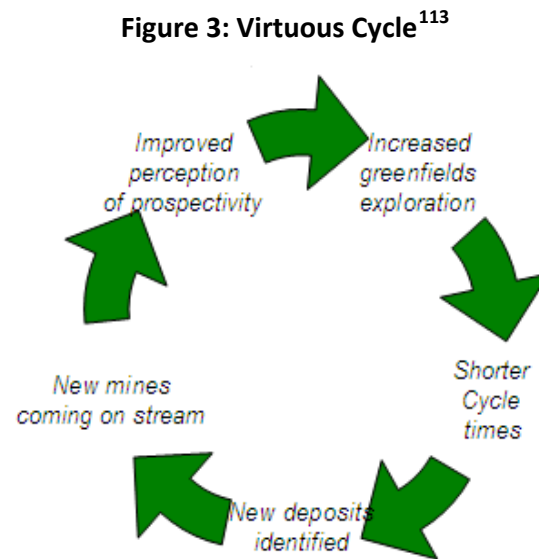 Figure 3: Virtuous Cycle113
Improved
perception
of prospectivity
Increased
greenfields
exploration
Shorter
Cycle
times
New deposits
identified
New mines
coming on stream